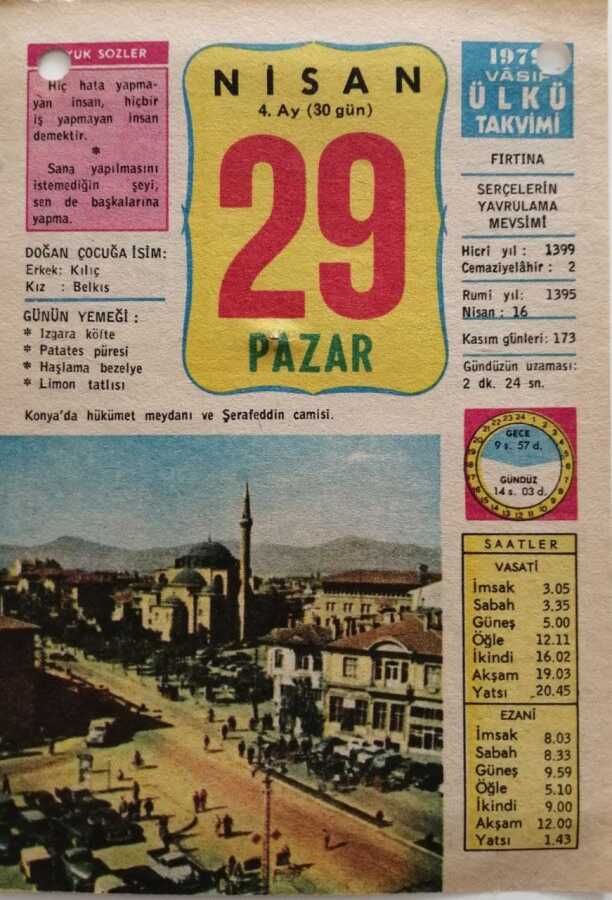 YÜK SÖZLER
Hiç hata yapma-
yan insan, hiçbir
iş yapmayan insan
demektir.
*
Sana yapılmasını
istemediğin şeyi,
sen de başkalarına
yapma.
DOĞAN ÇOCUĞA İSİM:
Erkek: Kılıç
Kız : Belkıs
GÜNÜN YEMEĞİ :
* Izgara köfte
* Patates püresi
* Haşlama bezelye
* Limon tatlısı
NİSAN
4. Ay (30 gün)
29
PAZAR
1979
VÂSIF
ÜLKÜ
TAKVİMİ
FIRTINA
SERÇELERİN
YAVRULAMA
MEVSİMİ
Hicri yıl : 1399
Cemaziyelâhir : 2
Rumi yıl: 1395
Nisan : 16
Kasım günleri: 173
Gündüzün uzaması:
2 dk. 24 sn.
Konya'da hükümet meydanı ve Şerafeddin camisi.
GECE
9 s. 57 d.
GÜNDÜZ
14 s. 03 d.
SAATLER
VASATİ
İmsak 3.05
Sabah 3.35
Güneş 5.00
Öğle 12.11
İkindi 16.02
Akşam 19.03
Yatsı 20.45
EZANİ
İmsak 8.03
Sabah 8.33
Güneş 9.59
Öğle 5.10
İkindi 9.00
Akşam 12.00
Yatsı 1.43